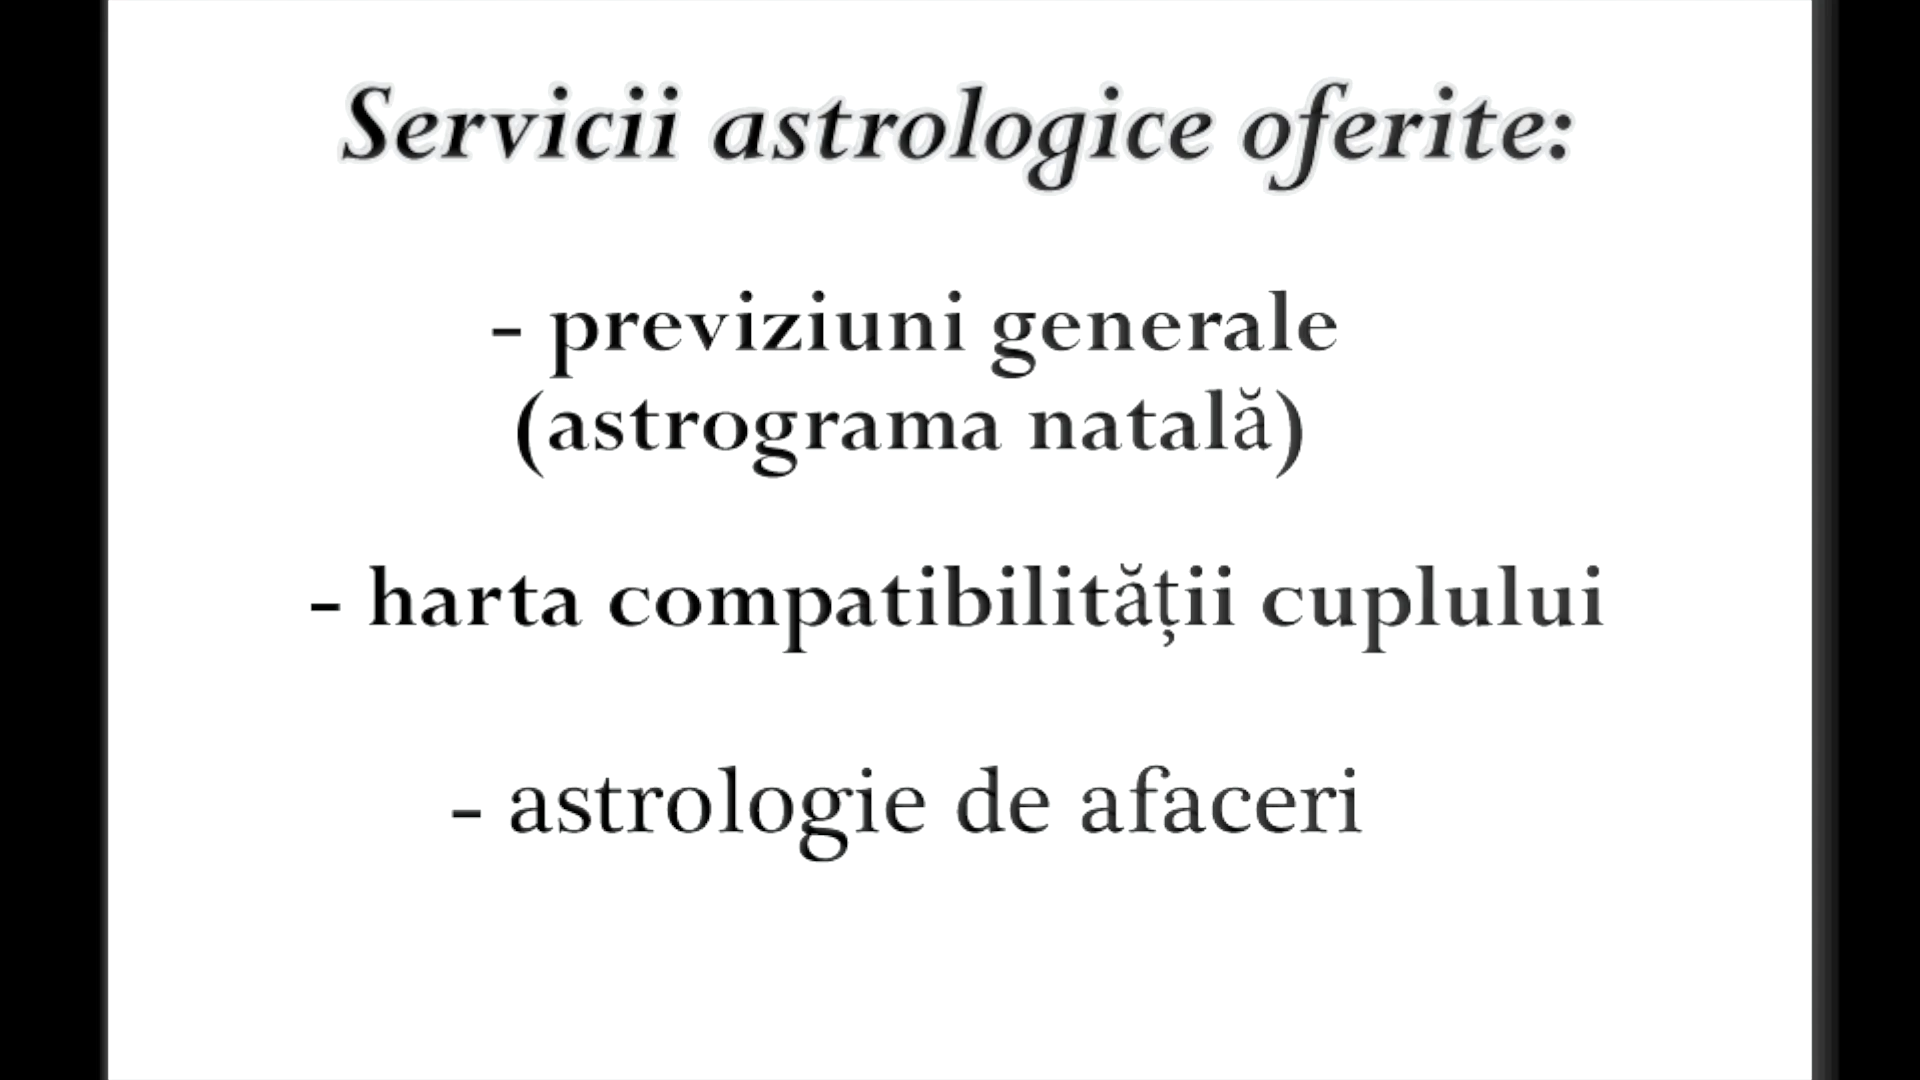 Servicii astrologice oferite:
- previziuni generale
(astrograma natală)
- harta compatibilității cuplului
- astrologie de afaceri